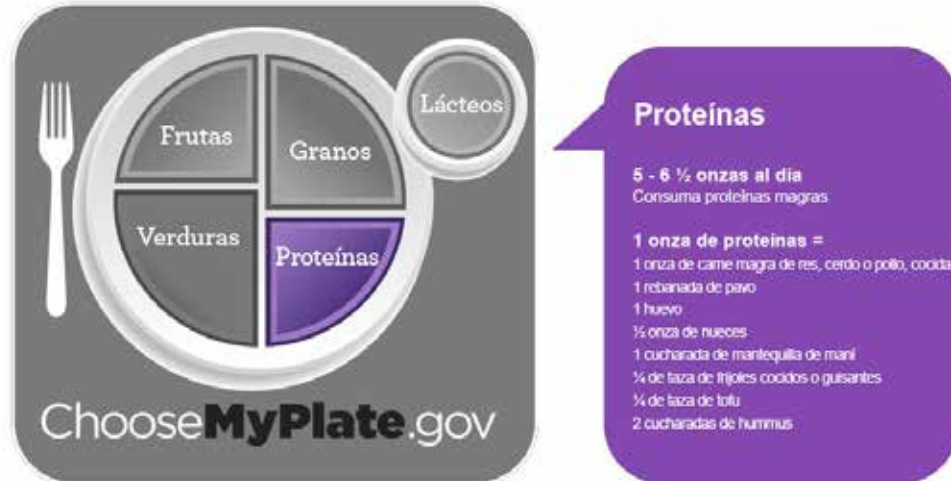 Frutas
Granos
Lácteos
Verduras
Proteínas
ChooseMyPlate.gov
Proteínas
5 - 6 ½ onzas al día
Consuma proteínas magras
1 onza de proteínas =
1 onza de carne magra de res, cerdo o pollo, cocida
1 rebanada de pavo
1 huevo
½ onza de nueces
1 cucharada de mantequilla de maní
¼ de taza de frijoles cocidos o guisantes
¼ de taza de tofu
2 cucharadas de hummus